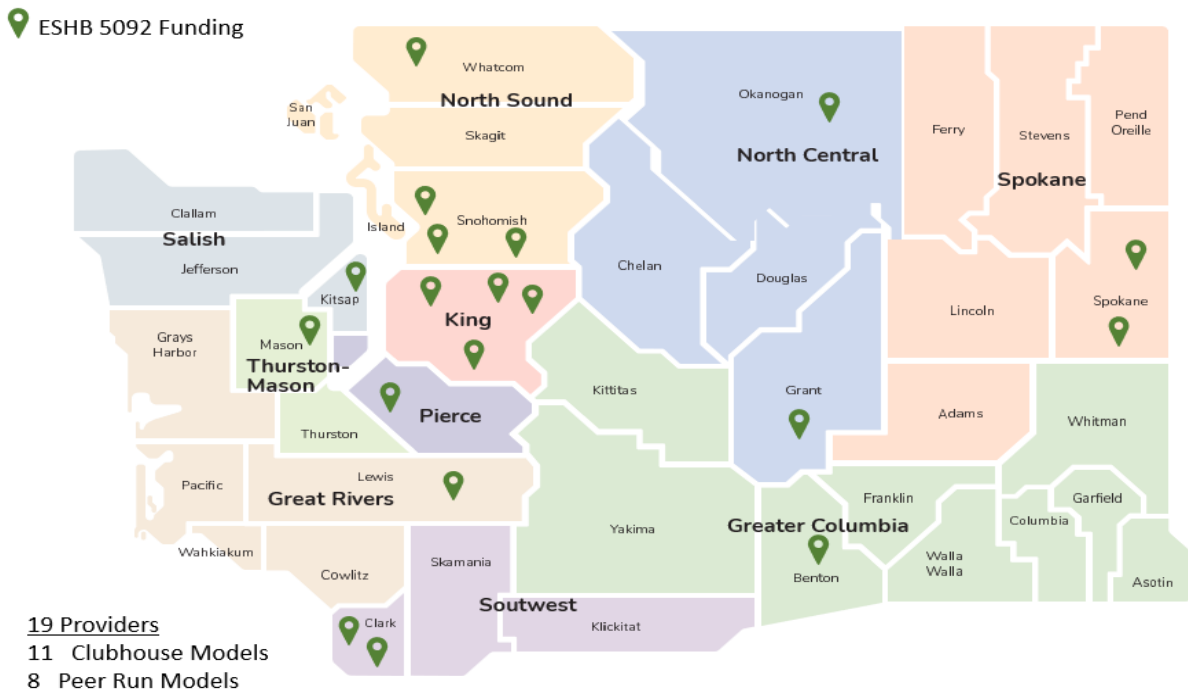 ESHB 5092 Funding
Whatcom
North Sound
San
Juan
Skagit
Okanogan
North Central
Ferry
Stevens
Pend
Oreille
Spokane
Clallam
Salish
Jefferson
Island
Snohomish
Chelan
Douglas
Kitsap
King
Lincoln
Spokane
Grays
Harbor
Mason
Thurston-
Mason
Thurston
Pierce
Kittitas
Grant
Adams
Whitman
Pacific
Lewis
Great Rivers
Yakima
Greater Columbia
Franklin
Benton
Walla
Walla
Columbia
Garfield
Asotin
Wahkiakum
Cowlitz
Skamania
Soutwest
Clark
Klickitat
19 Providers
11 Clubhouse Models
8 Peer Run Models